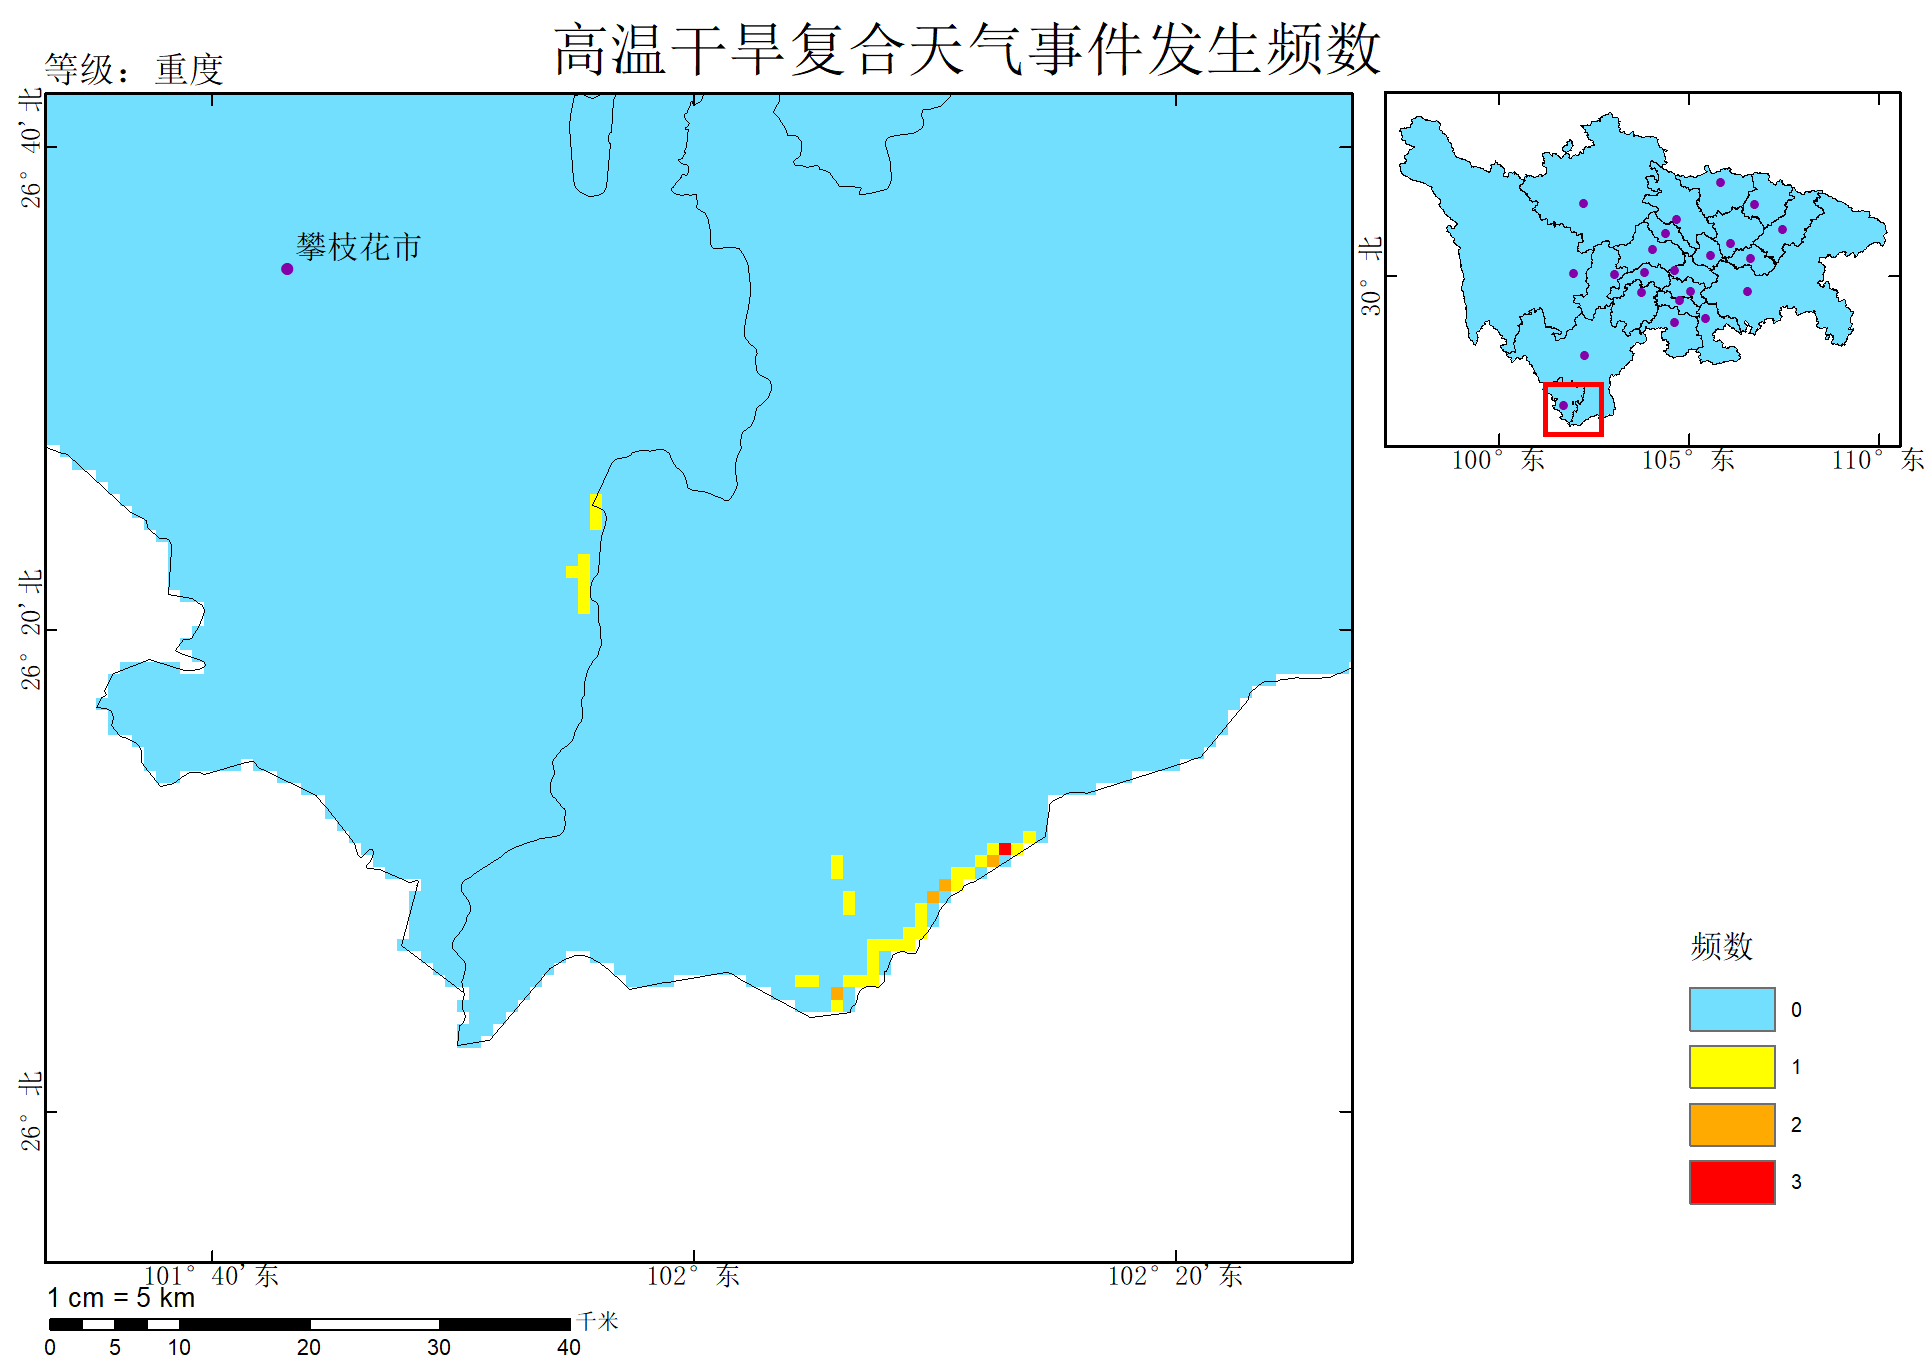 高温干旱复合天气事件发生频数
等级：重度
26° 40′ 北
26° 20′ 北
26° 北
攀枝花市
101° 40′ 东
102° 东
102° 20′ 东
30° 北
100° 东
105° 东
110° 东
频数
0
1
2
3
1 cm = 5 km
千米
0 5 10 20 30 40